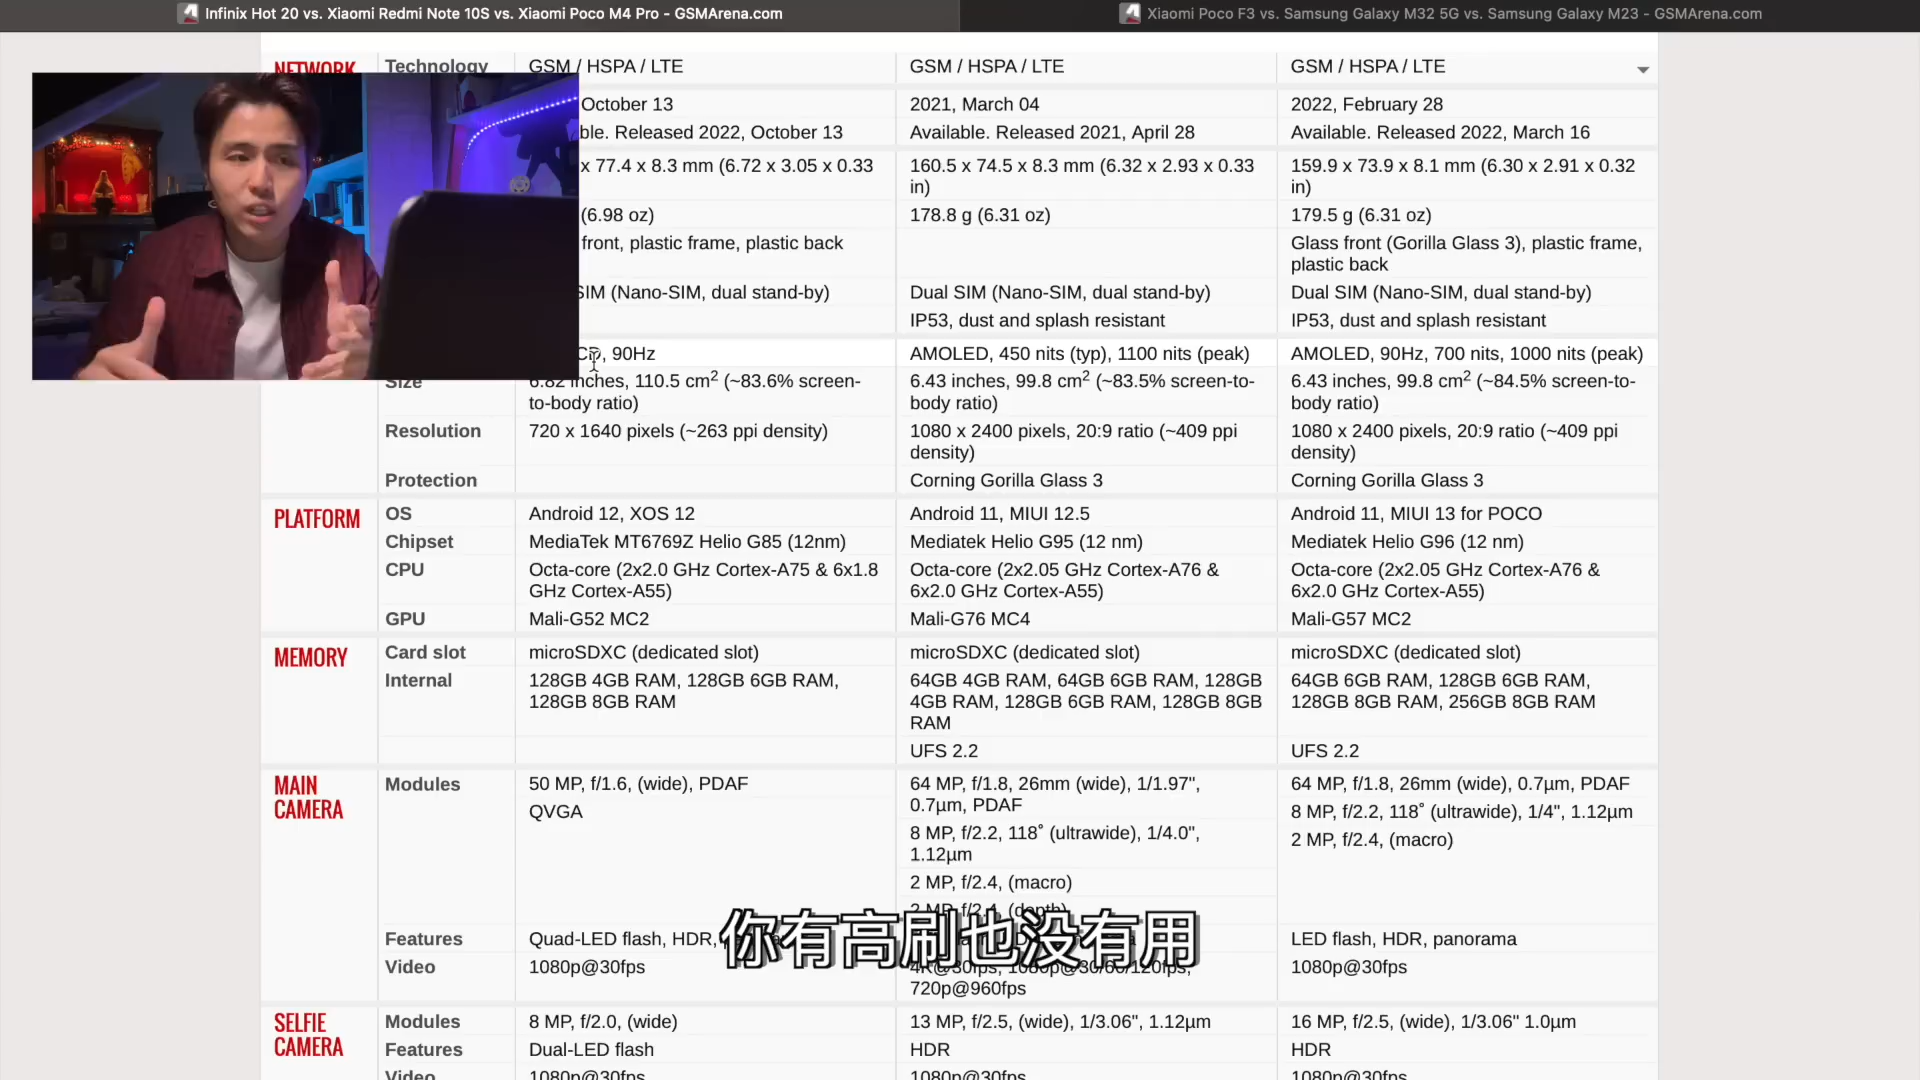 Infinix Hot 20 vs. Xiaomi Redmi Note 10S vs. Xiaomi Poco M4 Pro - GSMArena.com
Xiaomi Poco F3 vs. Samsung Galaxy M32 5G vs. Samsung Galaxy M23 - GSMArena.com
NETWORK Technology GSM / HSPA / LTE GSM / HSPA / LTE GSM / HSPA / LTE
October 13 2021, March 04 2022, February 28
Released 2022, October 13 Available. Released 2021, April 28 Available. Released 2022, March 16
x 77.4 x 8.3 mm (6.72 x 3.05 x 0.33 160.5 x 74.5 x 8.3 mm (6.32 x 2.93 x 0.33 159.9 x 73.9 x 8.1 mm (6.30 x 2.91 x 0.32
in) in)
(6.98 oz) 178.8 g (6.31 oz) 179.5 g (6.31 oz)
front, plastic frame, plastic back Glass front (Gorilla Glass 3), plastic frame,
plastic back
SIM (Nano-SIM, dual stand-by) Dual SIM (Nano-SIM, dual stand-by) Dual SIM (Nano-SIM, dual stand-by)
IP53, dust and splash resistant IP53, dust and splash resistant
90Hz AMOLED, 450 nits (typ), 1100 nits (peak) AMOLED, 90Hz, 700 nits, 1000 nits (peak)
Size 6.82 inches, 110.5 cm2 (~83.6% screen- 6.43 inches, 99.8 cm2 (~83.5% screen-to- 6.43 inches, 99.8 cm2 (~84.5% screen-to-
to-body ratio) body ratio) body ratio)
Resolution 720 x 1640 pixels (~263 ppi density) 1080 x 2400 pixels, 20:9 ratio (~409 ppi 1080 x 2400 pixels, 20:9 ratio (~409 ppi
density) density)
Protection Corning Gorilla Glass 3 Corning Gorilla Glass 3
PLATFORM OS Android 12, XOS 12 Android 11, MIUI 12.5 Android 11, MIUI 13 for POCO
Chipset MediaTek MT6769Z Helio G85 (12nm) Mediatek Helio G95 (12 nm) Mediatek Helio G96 (12 nm)
CPU Octa-core (2x2.0 GHz Cortex-A75 & 6x1.8 Octa-core (2x2.05 GHz Cortex-A76 & Octa-core (2x2.05 GHz Cortex-A76 &
GHz Cortex-A55) 6x2.0 GHz Cortex-A55) 6x2.0 GHz Cortex-A55)
GPU Mali-G52 MC2 Mali-G76 MC4 Mali-G57 MC2
MEMORY Card slot microSDXC (dedicated slot) microSDXC (dedicated slot) microSDXC (dedicated slot)
Internal 128GB 4GB RAM, 128GB 6GB RAM, 64GB 4GB RAM, 64GB 6GB RAM, 128GB 64GB 6GB RAM, 128GB 6GB RAM,
128GB 8GB RAM 4GB RAM, 128GB 6GB RAM, 128GB 8GB 128GB 8GB RAM, 256GB 8GB RAM
RAM
UFS 2.2 UFS 2.2
MAIN CAMERA Modules 50 MP, f/1.6, (wide), PDAF 64 MP, f/1.8, 26mm (wide), 1/1.97", 64 MP, f/1.8, 26mm (wide), 0.7µm, PDAF
0.7µm, PDAF
QVGA 8 MP, f/2.2, 118˚ (ultrawide), 1/4.0", 8 MP, f/2.2, 118˚ (ultrawide), 1/4", 1.12µm
1.12µm
2 MP, f/2.4, (macro) 2 MP, f/2.4, (macro)
2 MP, f/2.4, (depth)
你有高刷也没有用
Features Quad-LED flash, HDR, LED flash, HDR, panorama
Video 1080p@30fps 4K@30fps, 1080p@30/60/120fps, 1080p@30fps
720p@960fps
SELFIE CAMERA Modules 8 MP, f/2.0, (wide) 13 MP, f/2.5, (wide), 1/3.06", 1.12µm 16 MP, f/2.5, (wide), 1/3.06" 1.0µm
Features Dual-LED flash HDR HDR
Video 1080p@30fps 1080p@30fps 1080p@30fps